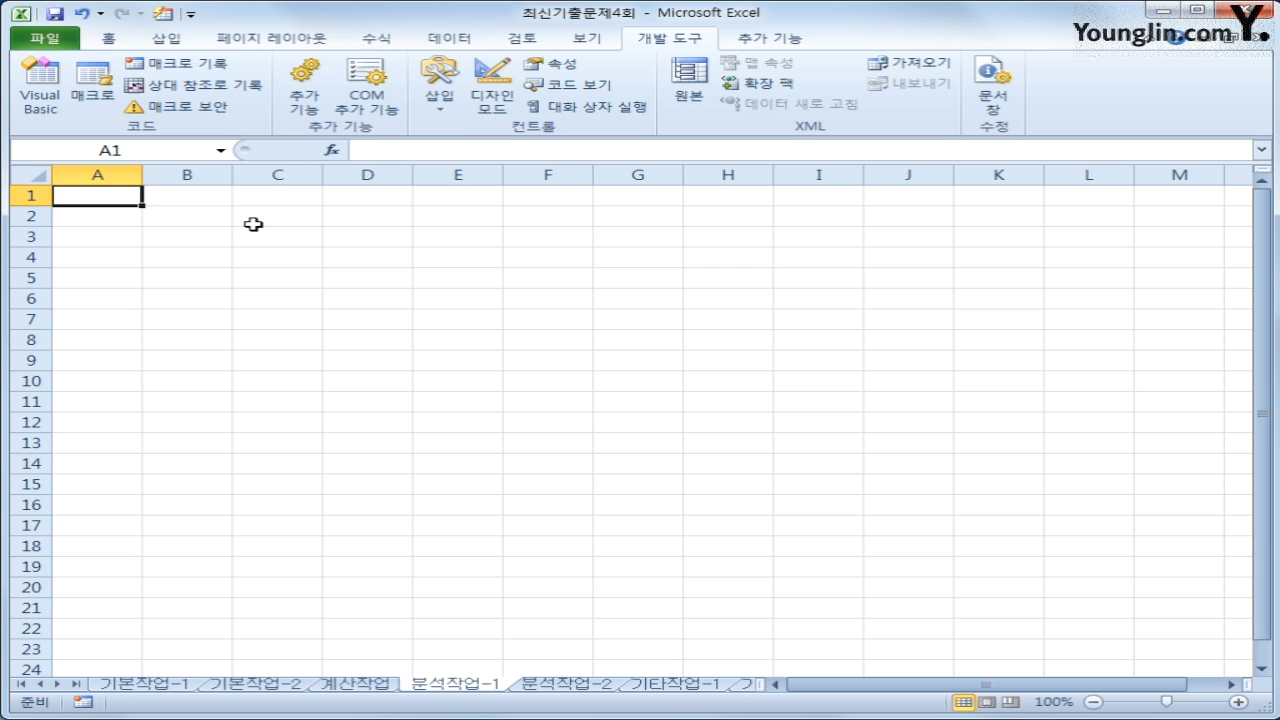 최신기출문제4회 - Microsoft Excel
YoungJin.com Y.
파일 홈 삽입 페이지 레이아웃 수식 데이터 검토 보기 개발 도구 추가 기능
Visual Basic
매크로
매크로 기록
상대 참조로 기록
매크로 보안
코드
추가 기능
COM 추가 기능
추가 기능
삽입
디자인 모드
속성
코드 보기
대화 상자 실행
컨트롤
원본
맵 속성
확장 팩
데이터 새로 고침
가져오기
내보내기
XML
문서 창
수정
A1 fx
A B C D E F G H I J K L M
1
2
3
4
5
6
7
8
9
10
11
12
13
14
15
16
17
18
19
20
21
22
23
24
기본작업-1 기본작업-2 계산작업 분석작업-1 분석작업-2 기타작업-1
준비 100%